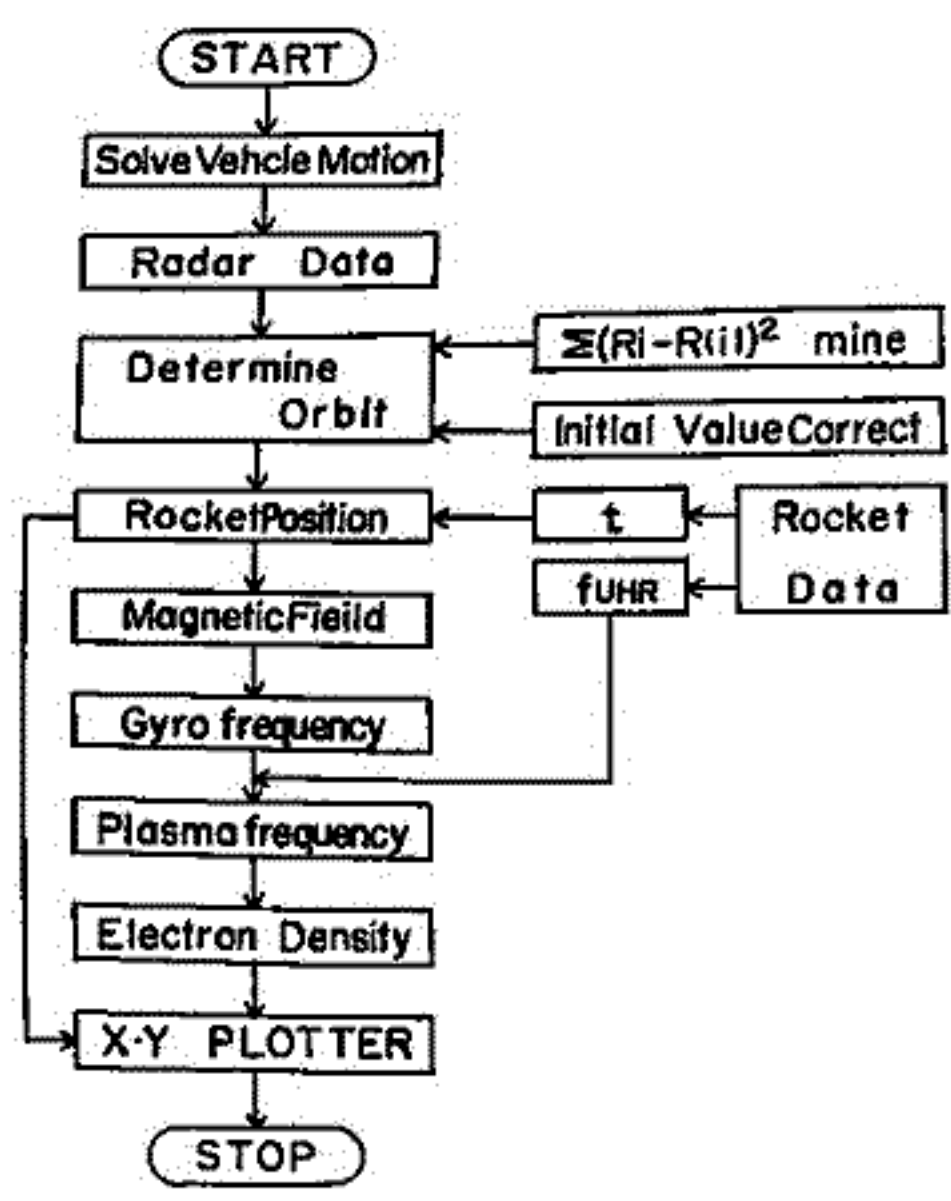 START
Solve Vehcle Motion
Radar Data
Determine
Orbit
Σ(Ri-R(i))² mine
Initial Value Correct
Rocket Position
t
Rocket
Data
fUHR
Magnetic Fieild
Gyro frequency
Plasma frequency
Electron Density
X·Y PLOTTER
STOP